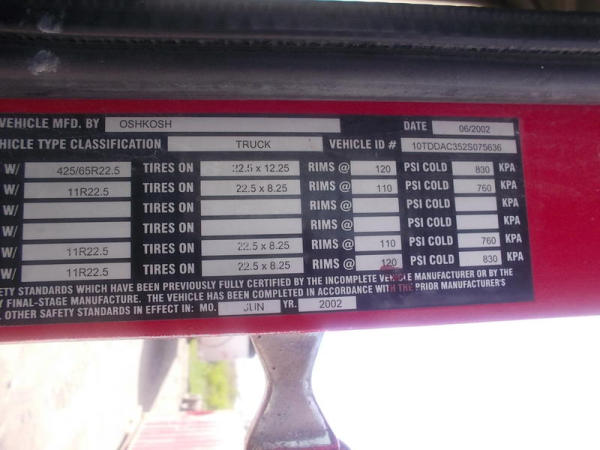 VEHICLE MFD. BY OSHKOSH DATE 06/2002
HICLE TYPE CLASSIFICATION TRUCK VEHICLE ID # 10TDDAC352S075636
W/ 425/65R22.5 TIRES ON 22.5 x 12.25 RIMS @ 120 PSI COLD 830 KPA
W/ 11R22.5 TIRES ON 22.5 x 8.25 RIMS @ 110 PSI COLD 760 KPA
W/ TIRES ON RIMS @ PSI COLD KPA
W/ TIRES ON RIMS @ PSI COLD KPA
W/ 11R22.5 TIRES ON 22.5 x 8.25 RIMS @ 110 PSI COLD 760 KPA
W/ 11R22.5 TIRES ON 22.5 x 8.25 RIMS @ 120 PSI COLD 830 KPA
ETY STANDARDS WHICH HAVE BEEN PREVIOUSLY FULLY CERTIFIED BY THE INCOMPLETE VEHICLE MANUFACTURER OR BY THE
Y FINAL-STAGE MANUFACTURE. THE VEHICLE HAS BEEN COMPLETED IN ACCORDANCE WITH THE PRIOR MANUFACTURER'S
OTHER SAFETY STANDARDS IN EFFECT IN: MO. JUN YR. 2002